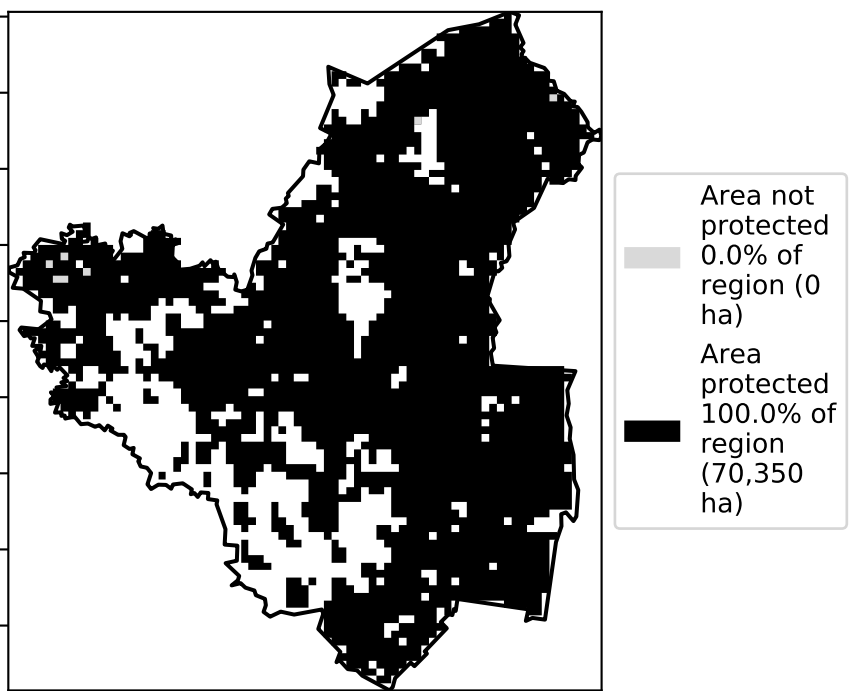 Area not
protected
0.0% of
region (0
ha)
Area
protected
100.0% of
region
(70,350
ha)